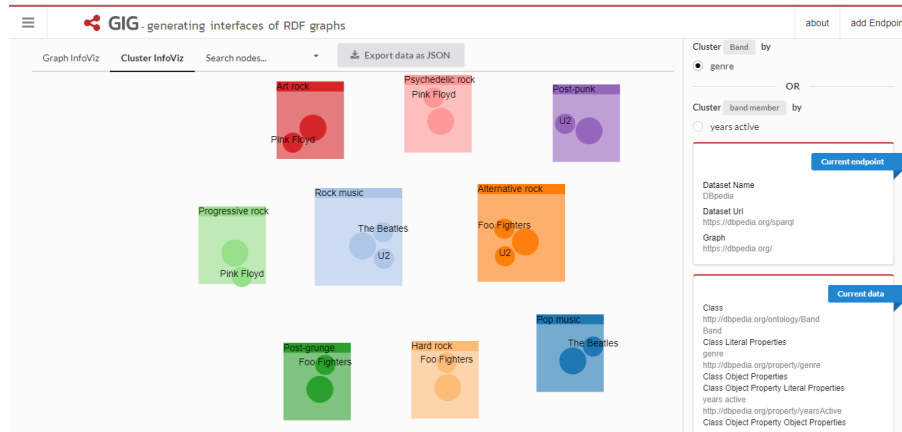 GIG - generating interfaces of RDF graphs
about
add Endpoin
Graph InfoViz
Cluster InfoViz
Search nodes...
Export data as JSON
Art rock
Pink Floyd
Psychedelic rock
Pink Floyd
Post-punk
U2
Progressive rock
Pink Floyd
Rock music
The Beatles
U2
Alternative rock
Foo Fighters
U2
Post-grunge
Foo Fighters
Hard rock
Foo Fighters
Pop music
The Beatles
Cluster Band by
genre
OR
Cluster band member by
years active
Current endpoint
Dataset Name
DBpedia
Dataset Url
https://dbpedia.org/sparql
Graph
https://dbpedia.org/
Current data
Class
http://dbpedia.org/ontology/Band
Band
Class Literal Properties
genre
http://dbpedia.org/property/genre
Class Object Properties
Class Object Property Literal Properties
years active
http://dbpedia.org/property/yearsActive
Class Object Property Object Properties